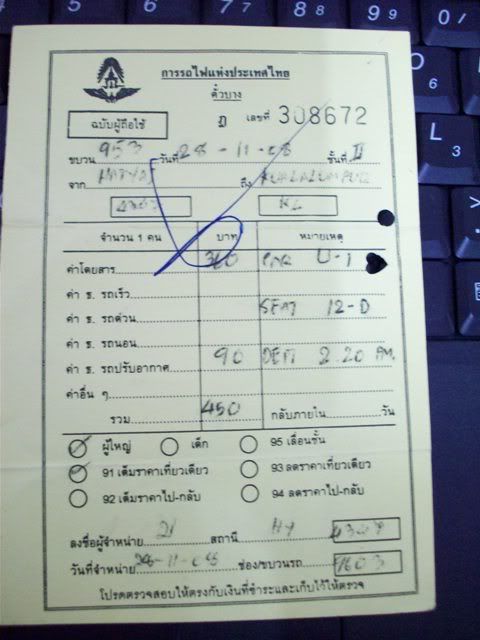 7 8 9 0/
O 6
L 3
การรถไฟแห่งประเทศไทย
ตั๋วบาง
ฉบับผู้ถือใช้ ฏ เลขที่ 308672
ขบวน 953 วันที่ 28-11-08 ชั้นที่ II
จาก HATYAI ถึง KUALALUMPUR
KL
จำนวน 1 คน บาท หมายเหตุ
ค่าโดยสาร 360 CAR U-1
ค่า ธ. รถเร็ว
ค่า ธ. รถด่วน SEAT 12-D
ค่า ธ. รถนอน
ค่า ธ. รถปรับอากาศ 90 DEPT 2.20 PM.
ค่าอื่น ๆ
รวม 450 กลับภายใน วัน
ผู้ใหญ่ เด็ก 95 เลื่อนชั้น
91 เต็มราคาเที่ยวเดียว 93 ลดราคาเที่ยวเดียว
92 เต็มราคาไป-กลับ 94 ลดราคาไป-กลับ
ลงชื่อผู้จำหน่าย 21 สถานี HY
วันที่จำหน่าย 28-11-08 ช่อง/ขบวนรถ
โปรดตรวจสอบให้ตรงกับเงินที่ชำระและเก็บไว้ให้ตรวจ